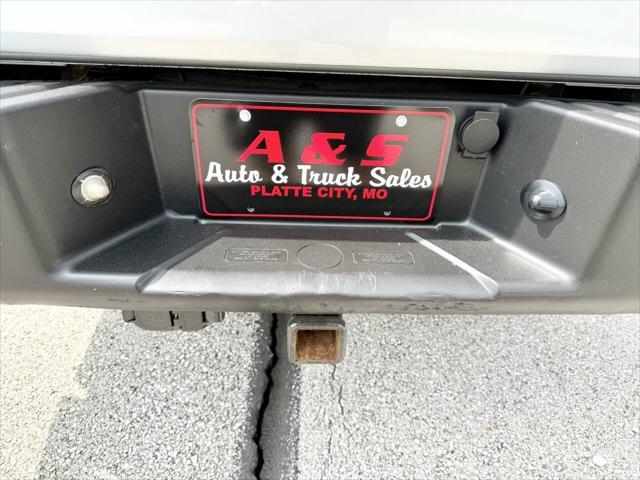 A & S
Auto & Truck Sales
PLATTE CITY, MO